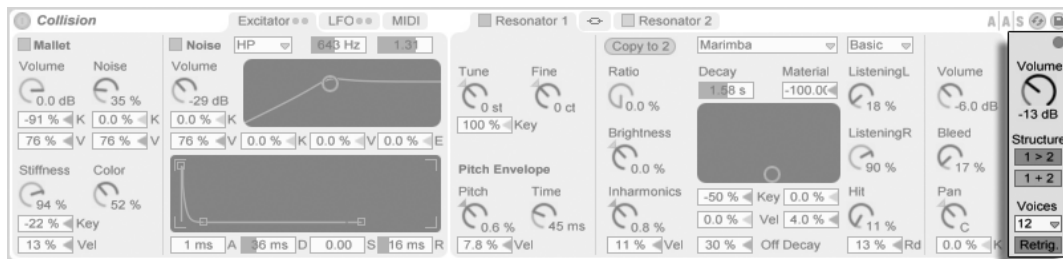 Collision
Excitator LFO MIDI
Resonator 1 Resonator 2
A A S
Mallet
Volume Noise
0.0 dB 35 %
-91 % K 0.0 % K
76 % V 76 % V
Stiffness Color
94 % 52 %
-22 % Key
13 % Vel
Noise HP 643 Hz 1.31
Volume
-29 dB
0.0 % K
76 % V 0.0 % K 0.0 % V 0.0 % E
1 ms A 36 ms D 0.00 S 16 ms R
Tune Fine
0 st 0 ct
100 % Key
Pitch Envelope
Pitch Time
0.6 % 45 ms
7.8 % Vel
Copy to 2 Marimba Basic
Ratio
0.0 %
Brightness
0.0 %
Inharmonics
0.8 %
11 % Vel
Decay Material
1.58 s
-50 % Key 0.0 %
0.0 % Vel 4.0 %
30 % Off Decay
ListeningL
18 %
ListeningR
90 %
Hit
11 %
13 % Rd
Volume
-6.0 dB
Bleed
17 %
Pan
C
0.0 % K
Volume
-13 dB
Structure
1 > 2
1 + 2
Voices
12
Retrig.